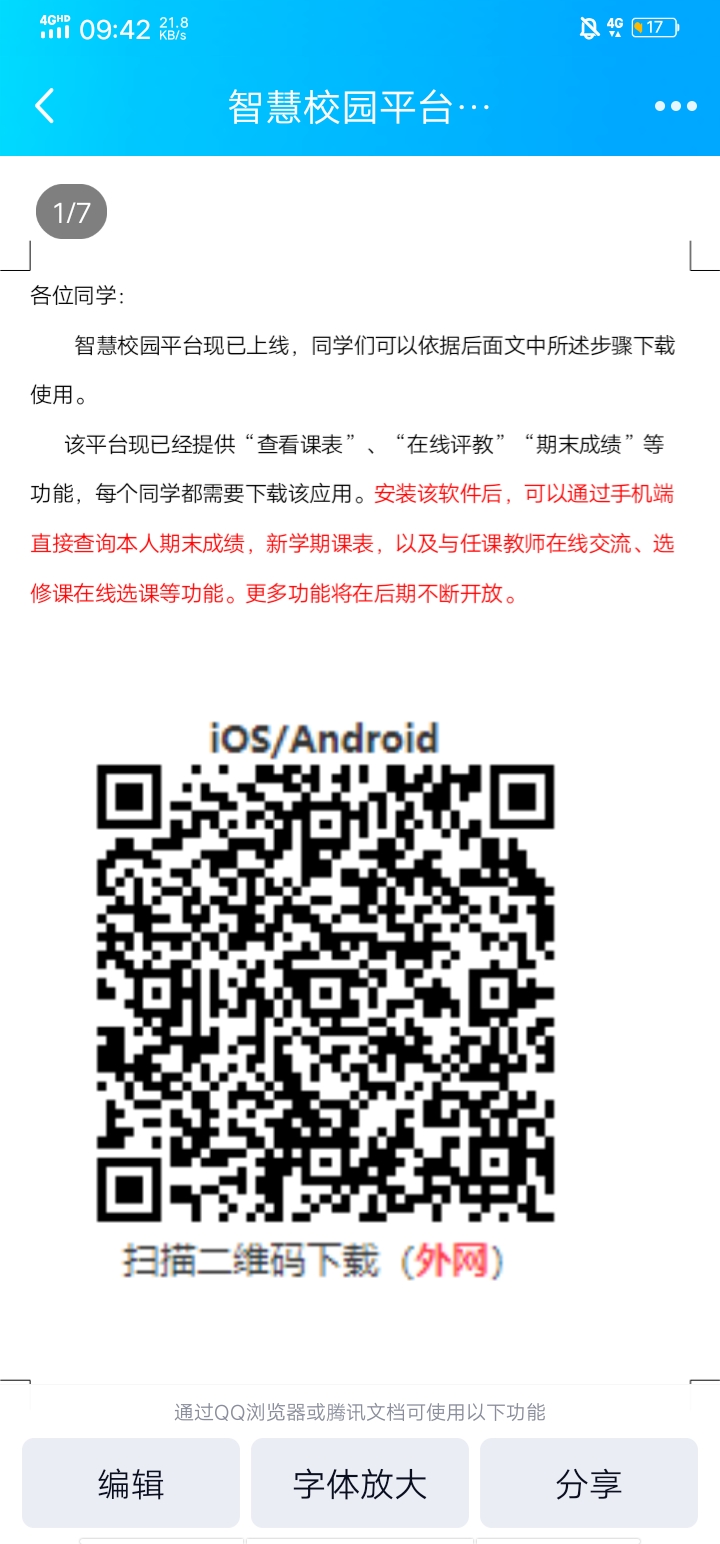 4GHD 09:42 21.8 KB/s 4G 17
智慧校园平台…
1/7
各位同学：
智慧校园平台现已上线，同学们可以依据后面文中所述步骤下载
使用。
该平台现已经提供“查看课表”、“在线评教”“期末成绩”等
功能，每个同学都需要下载该应用。安装该软件后，可以通过手机端
直接查询本人期末成绩，新学期课表，以及与任课教师在线交流、选
修课在线选课等功能。更多功能将在后期不断开放。
iOS/Android
扫描二维码下载（外网）
通过QQ浏览器或腾讯文档可使用以下功能
编辑 字体放大 分享